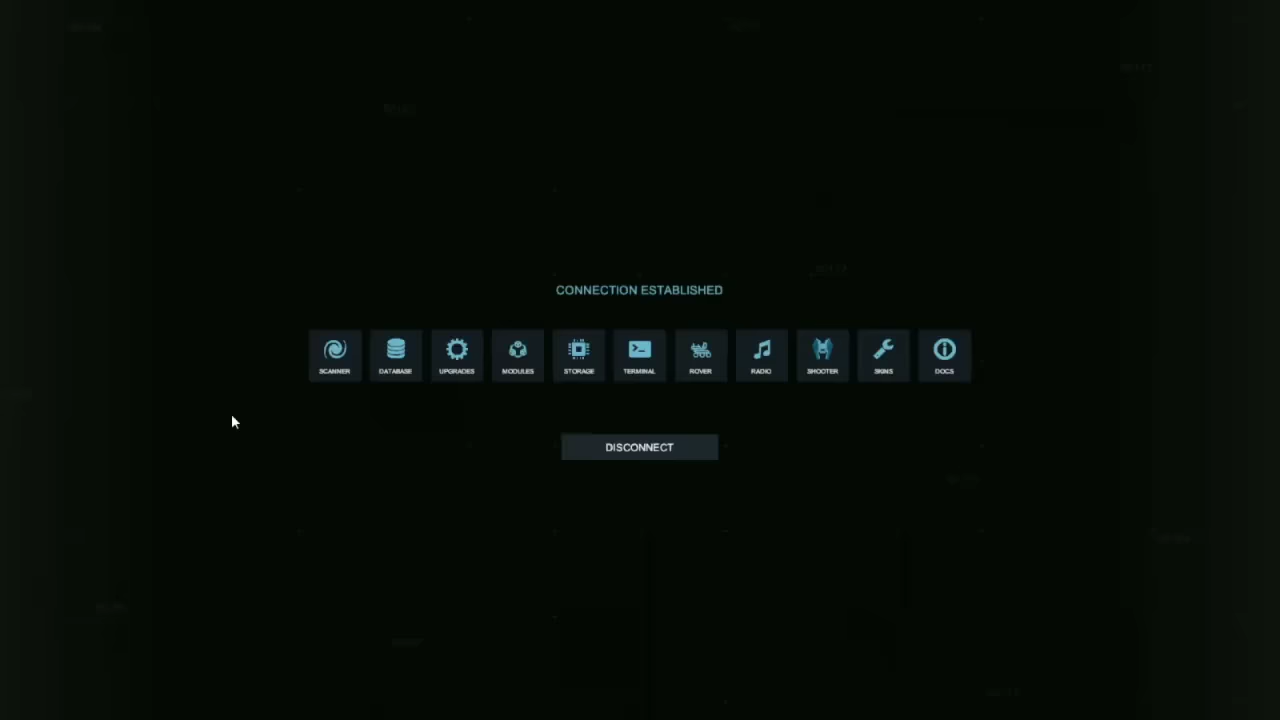 CONNECTION ESTABLISHED
SCANNER DATABASE UPGRADES MODULES STORAGE TERMINAL ROVER RADIO SHOOTER SKINS DOCS
DISCONNECT